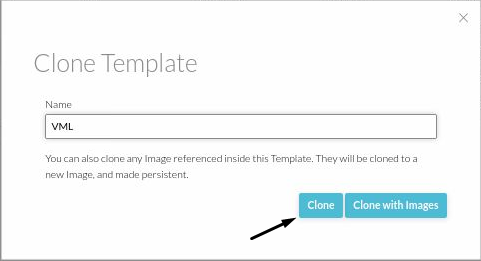 Clone Template
Name
VML
You can also clone any Image referenced inside this Template. They will be cloned to a
new Image, and made persistent.
Clone
Clone with Images